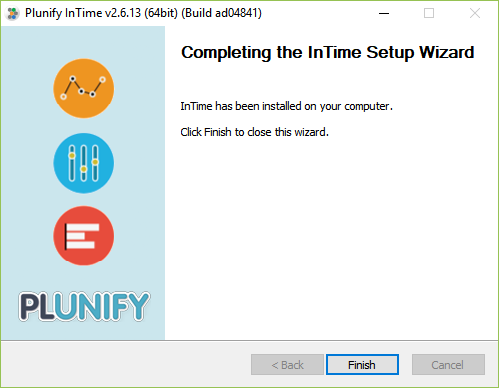 Plunify InTime v2.6.13 (64bit) (Build ad04841)
Completing the InTime Setup Wizard
InTime has been installed on your computer.
Click Finish to close this wizard.
PLUNIFY
< Back
Finish
Cancel